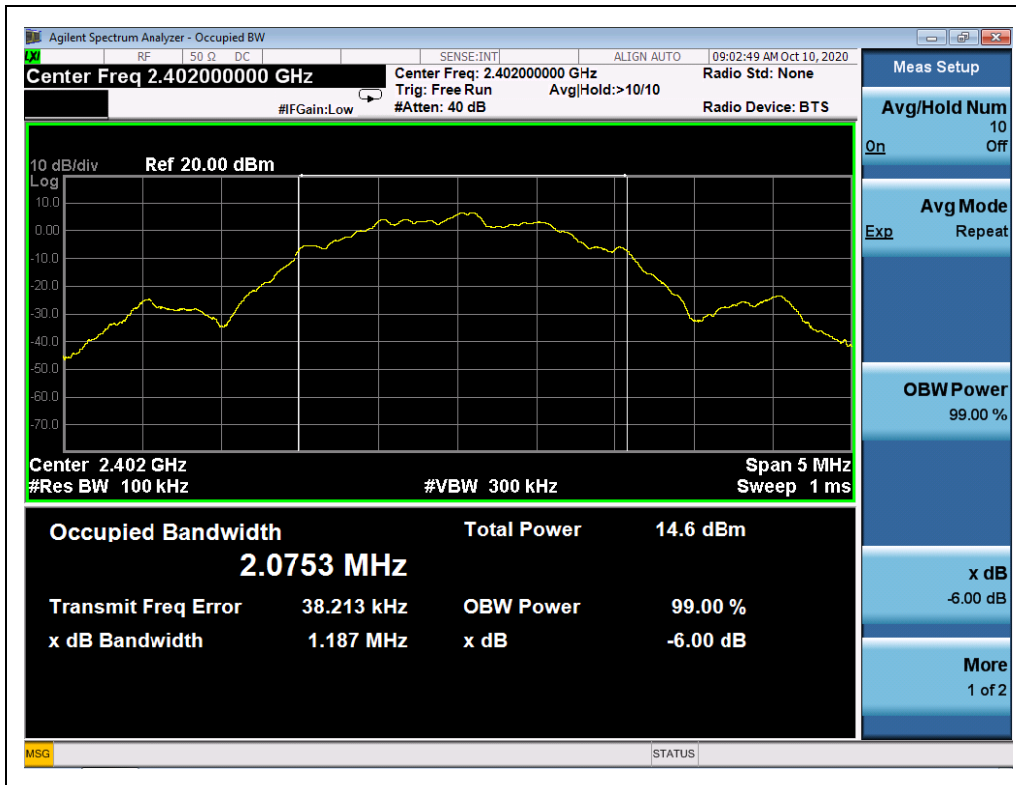 Agilent Spectrum Analyzer - Occupied BW
LXI RF 50 Ω DC SENSE:INT ALIGN AUTO 09:02:49 AM Oct 10, 2020
Center Freq 2.402000000 GHz
Center Freq: 2.402000000 GHz
Radio Std: None
Trig: Free Run Avg|Hold:>10/10
#IFGain:Low
#Atten: 40 dB
Radio Device: BTS
10 dB/div Ref 20.00 dBm
Log
10.0
0.00
-10.0
-20.0
-30.0
-40.0
-50.0
-60.0
-70.0
Center 2.402 GHz Span 5 MHz
#Res BW 100 kHz #VBW 300 kHz Sweep 1 ms
Occupied Bandwidth Total Power 14.6 dBm
2.0753 MHz
Transmit Freq Error 38.213 kHz OBW Power 99.00 %
x dB Bandwidth 1.187 MHz x dB -6.00 dB
Meas Setup
Avg/Hold Num
10
On Off
Avg Mode
Exp Repeat
OBW Power
99.00 %
x dB
-6.00 dB
More
1 of 2
MSG STATUS